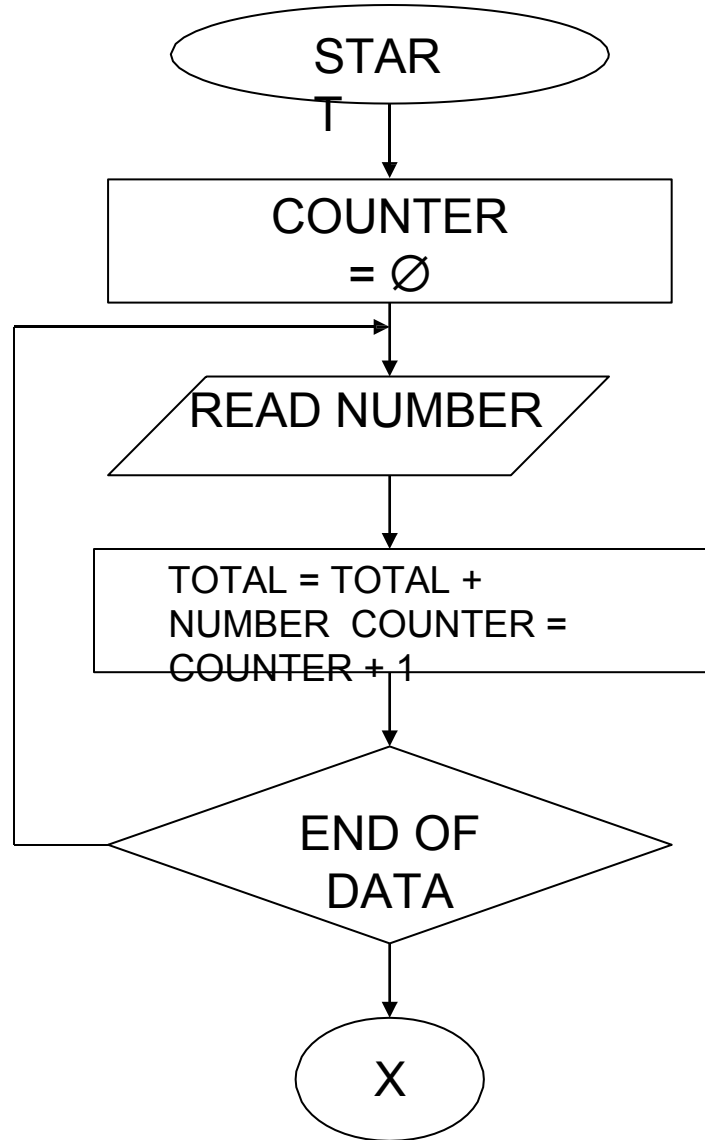 STAR
T
COUNTER
= ∅
READ NUMBER
TOTAL = TOTAL +
NUMBER COUNTER =
COUNTER + 1
END OF
DATA
X